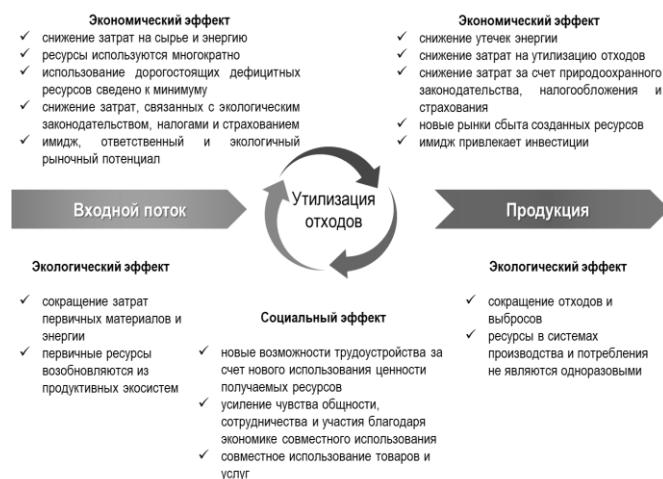 Экономический эффект
✓ снижение затрат на сырье и энергию
✓ ресурсы используются многократно
✓ использование дорогостоящих дефицитных
ресурсов сведено к минимуму
✓ снижение затрат, связанных с экологическим
законодательством, налогами и страхованием
✓ имидж, ответственный и экологичный
рыночный потенциал
Экономический эффект
✓ снижение утечек энергии
✓ снижение затрат на утилизацию отходов
✓ снижение затрат за счет природоохранного
законодательства, налогообложения и
страхования
✓ новые рынки сбыта созданных ресурсов
✓ имидж привлекает инвестиции
Входной поток
Утилизация
отходов
Продукция
Экологический эффект
✓ сокращение затрат
первичных материалов и
энергии
✓ первичные ресурсы
возобновляются из
продуктивных экосистем
Социальный эффект
✓ новые возможности трудоустройства за
счет нового использования ценности
получаемых ресурсов
✓ усиление чувства общности,
сотрудничества и участия благодаря
экономике совместного использования
✓ совместное использование товаров и
услуг
Экологический эффект
✓ сокращение отходов и
выбросов
✓ ресурсы в системах
производства и потребления
не являются одноразовыми